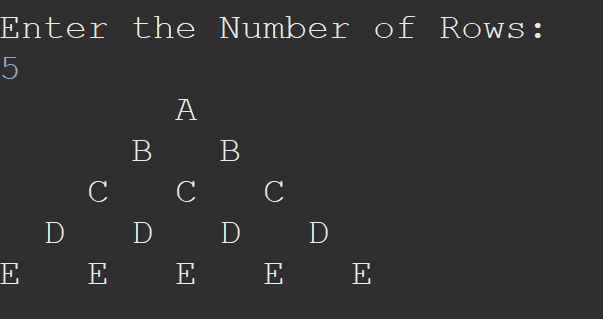 Enter the Number of Rows:
5
        A
      B   B
    C   C   C
  D   D   D   D
E   E   E   E   E